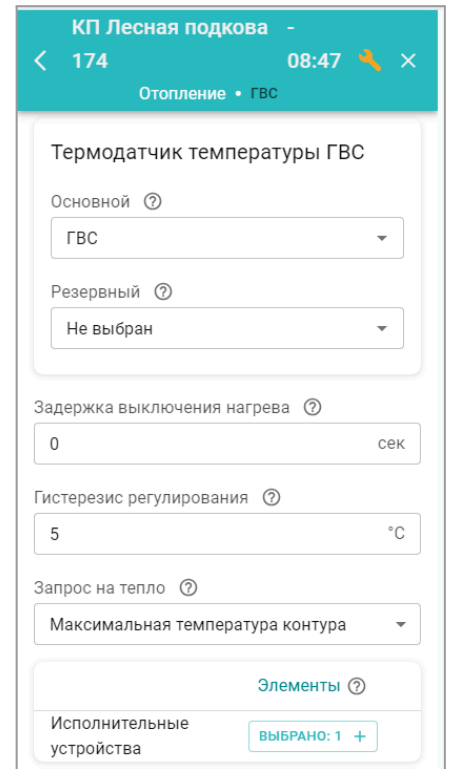 КП Лесная подкова -
174 08:47
Отопление • ГВС
Термодатчик температуры ГВС
Основной ?
ГВС
Резервный ?
Не выбран
Задержка выключения нагрева ?
0 сек
Гистерезис регулирования ?
5 °C
Запрос на тепло ?
Максимальная температура контура
Элементы ?
Исполнительные
устройства
ВЫБРАНО: 1 +